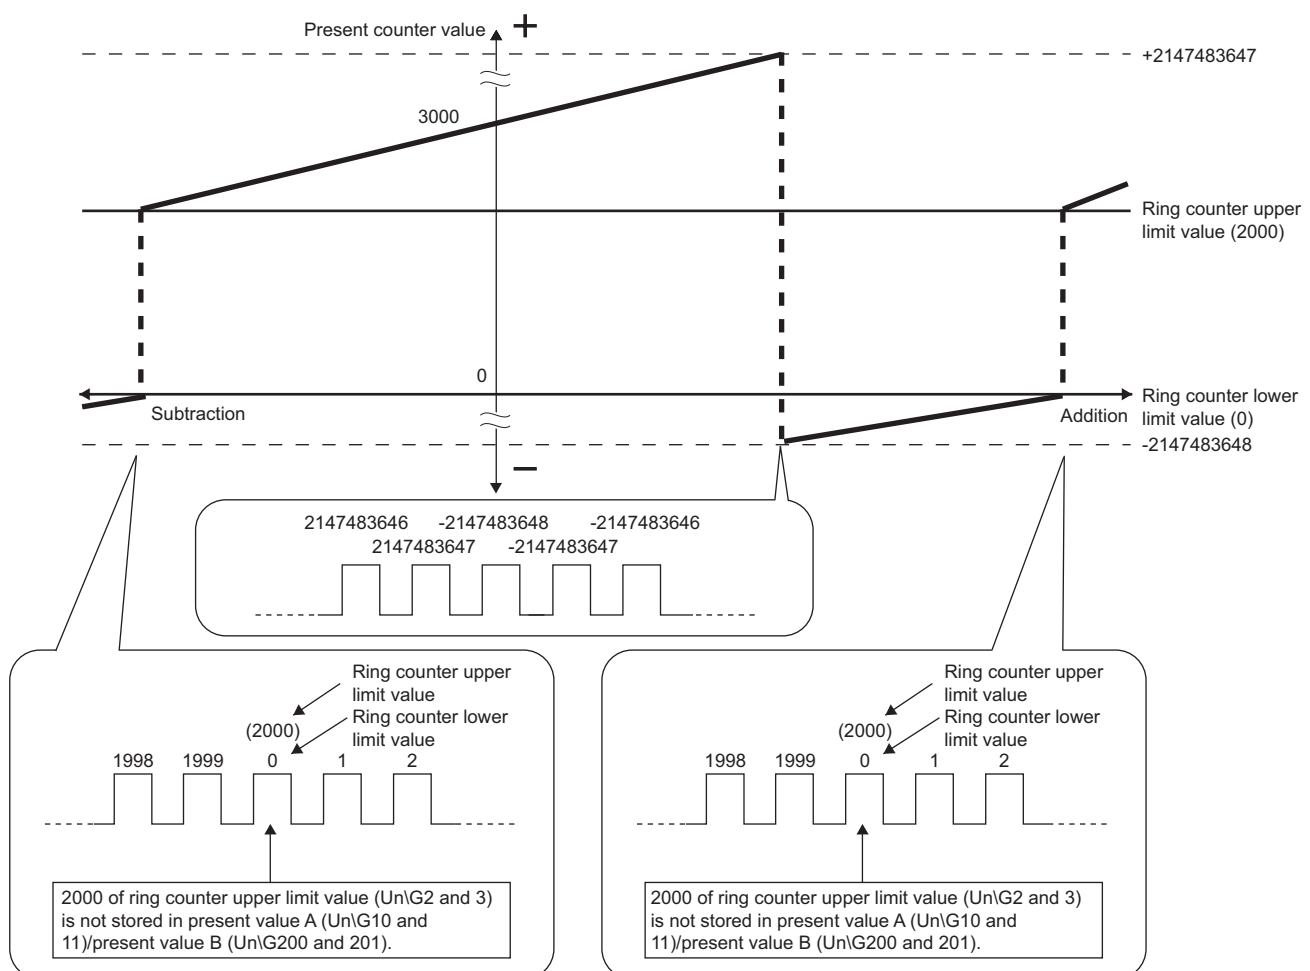 Present counter value +
+2147483647
3000
Ring counter upper
limit value (2000)
0
Subtraction
Addition
Ring counter lower
limit value (0)
-2147483648
−
2147483646 -2147483648 -2147483646
2147483647 -2147483647
Ring counter upper
limit value
(2000)
Ring counter lower
limit value
1998 1999 0 1 2
2000 of ring counter upper limit value (Un\G2 and 3)
is not stored in present value A (Un\G10 and
11)/present value B (Un\G200 and 201).
Ring counter upper
limit value
(2000)
Ring counter lower
limit value
1998 1999 0 1 2
2000 of ring counter upper limit value (Un\G2 and 3)
is not stored in present value A (Un\G10 and
11)/present value B (Un\G200 and 201).